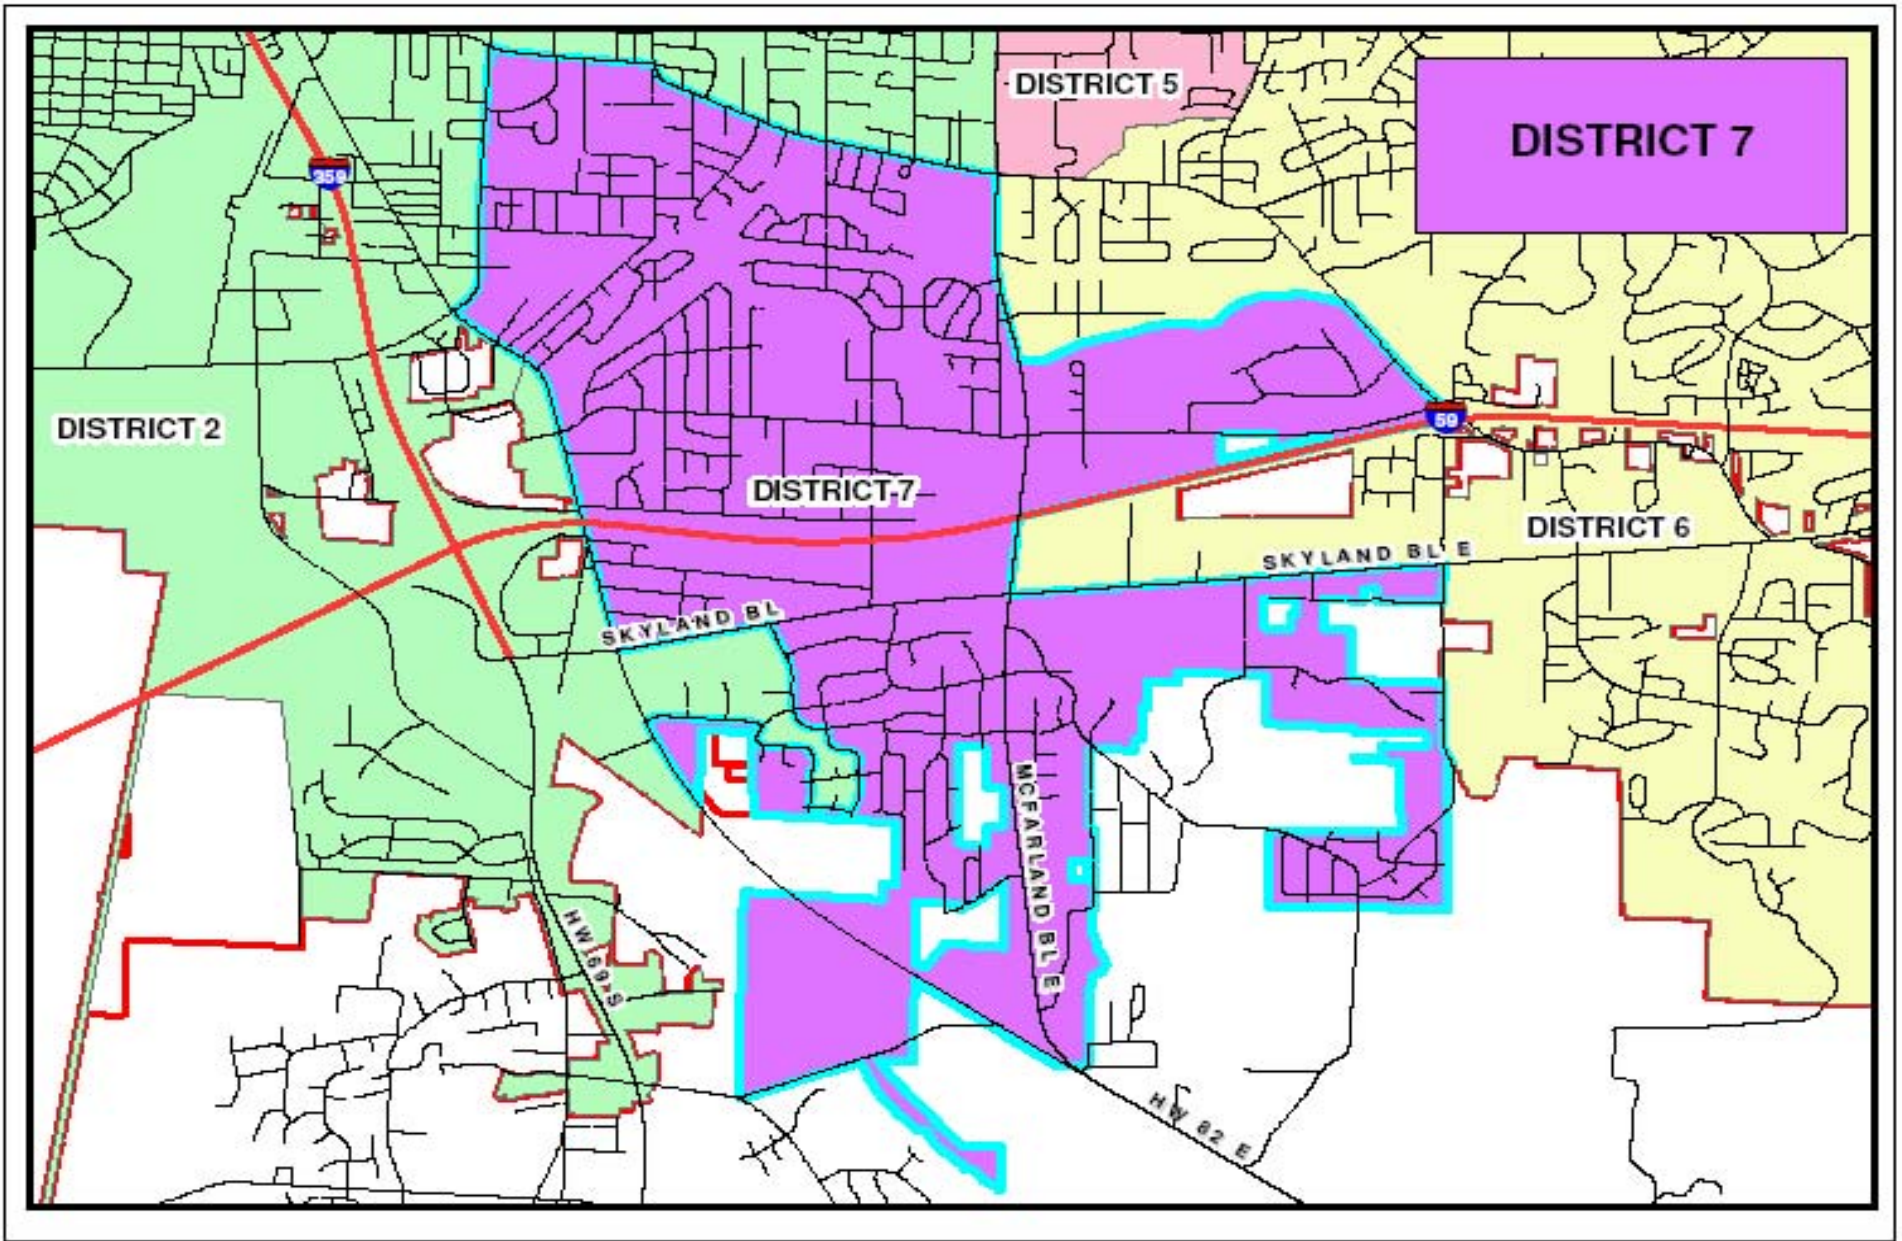 DISTRICT 5
DISTRICT 7
359
DISTRICT 2
59
DISTRICT 7
DISTRICT 6
SKYLAND BL E
SKYLAND BL
MCFARLAND BL E
HW 69 S
HW 82 E